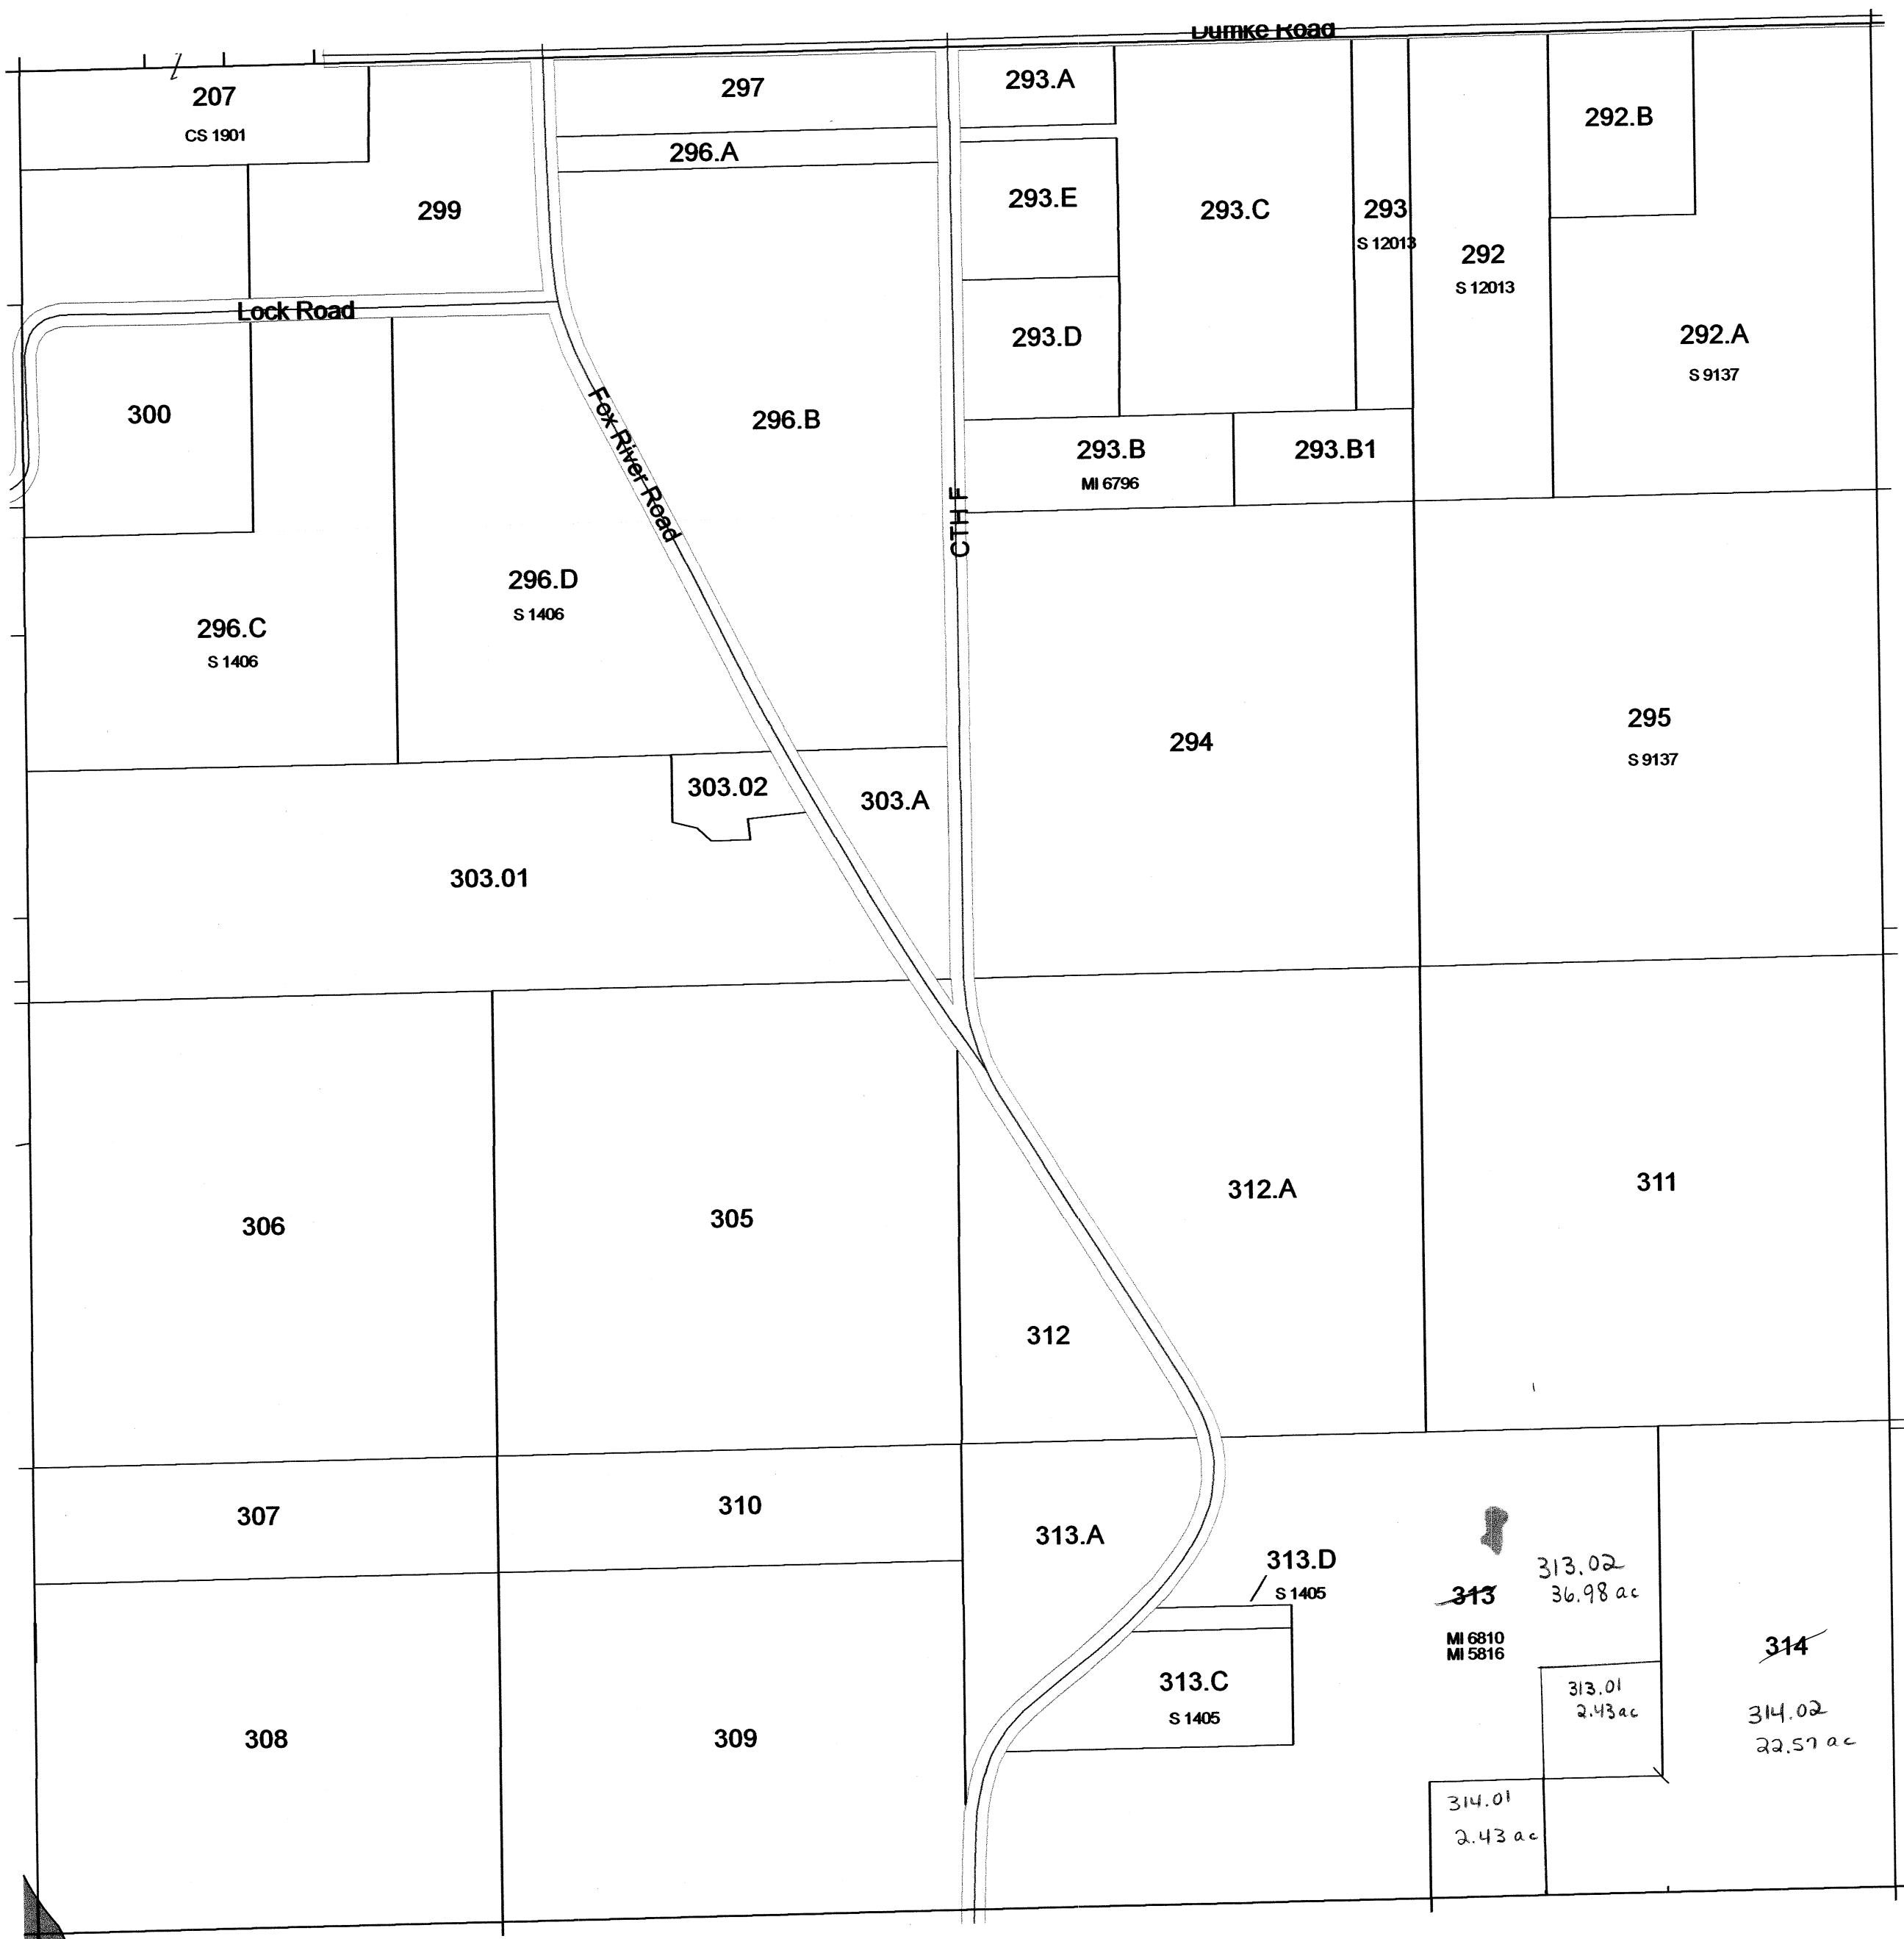 Dumke Road
207
CS 1901
297
293.A
292.B
296.A
299
293.E
293.C
293
S 12013
292
S 12013
Lock Road
293.D
292.A
S 9137
300
Fox River Road
296.B
293.B
MI 6796
293.B1
CTH F
296.D
S 1406
296.C
S 1406
294
295
S 9137
303.02
303.A
303.01
312.A
311
306
305
312
307
310
313.A
313.D
S 1405
313
MI 6810
MI 5816
313.02
36.98 ac
314
313.C
S 1405
313.01
2.43 ac
314.02
22.57 ac
308
309
314.01
2.43 ac